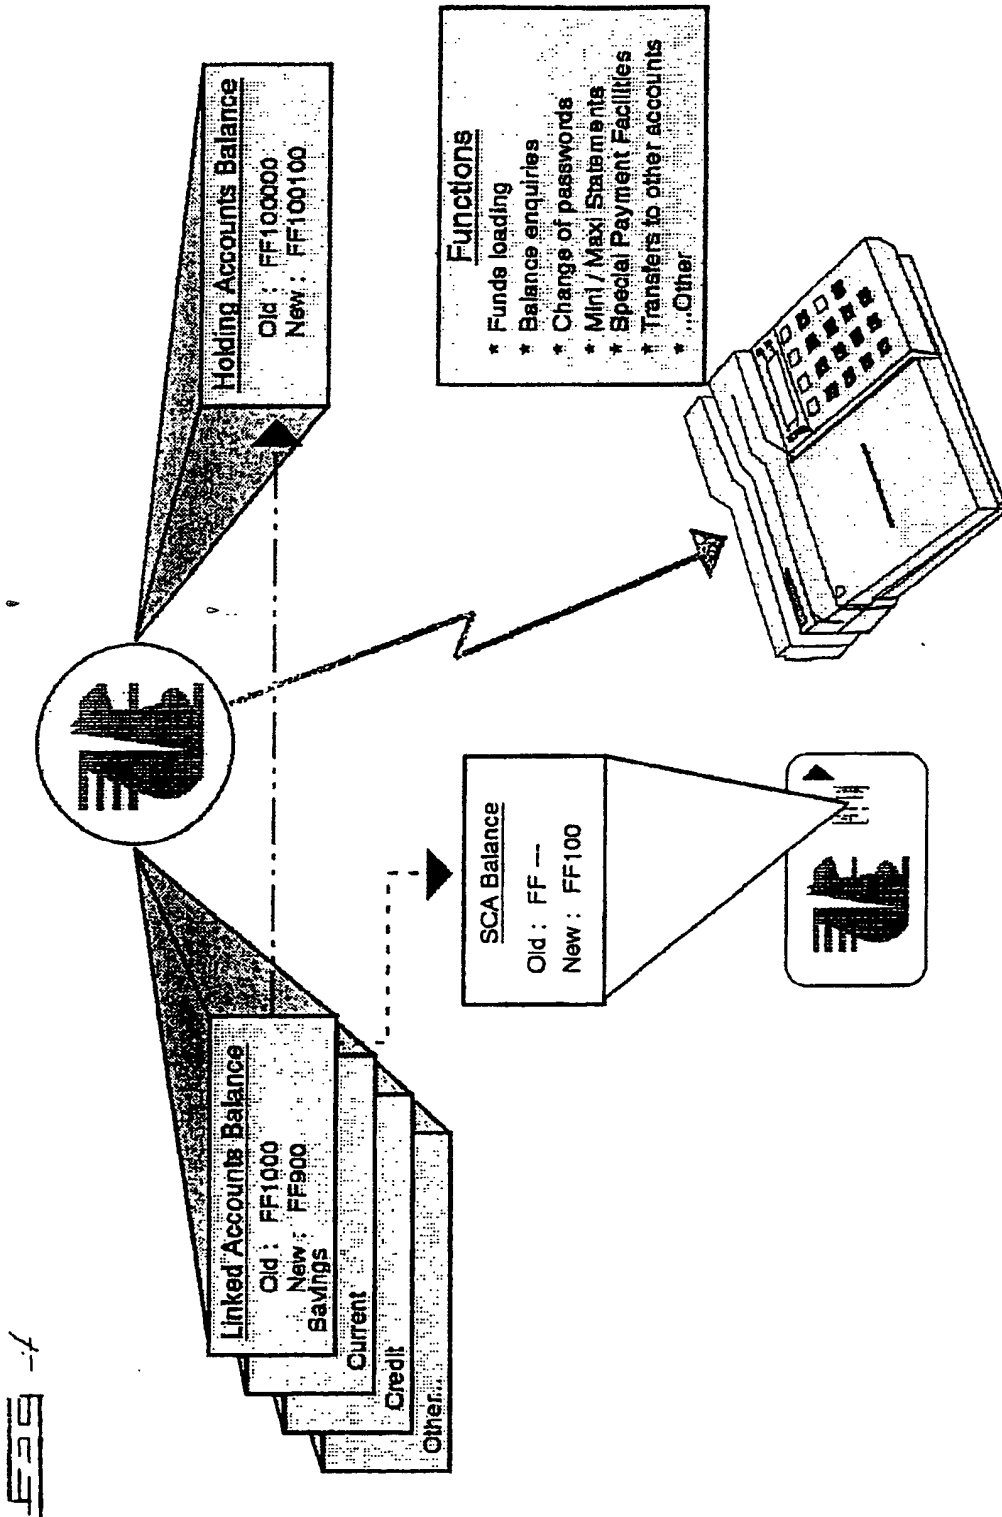 Linked Accounts Balance
Old : FF1000
New : FF900
Savings
Current
Credit
Other...
Holding Accounts Balance
Old : FF100000
New : FF100100
SCA Balance
Old : FF ---
New : FF100
Functions
* Funds loading
* Balance enquiries
* Change of passwords
* Mini / Maxi Statements
* Special Payment Facilities
* Transfers to other accounts
* ...Other